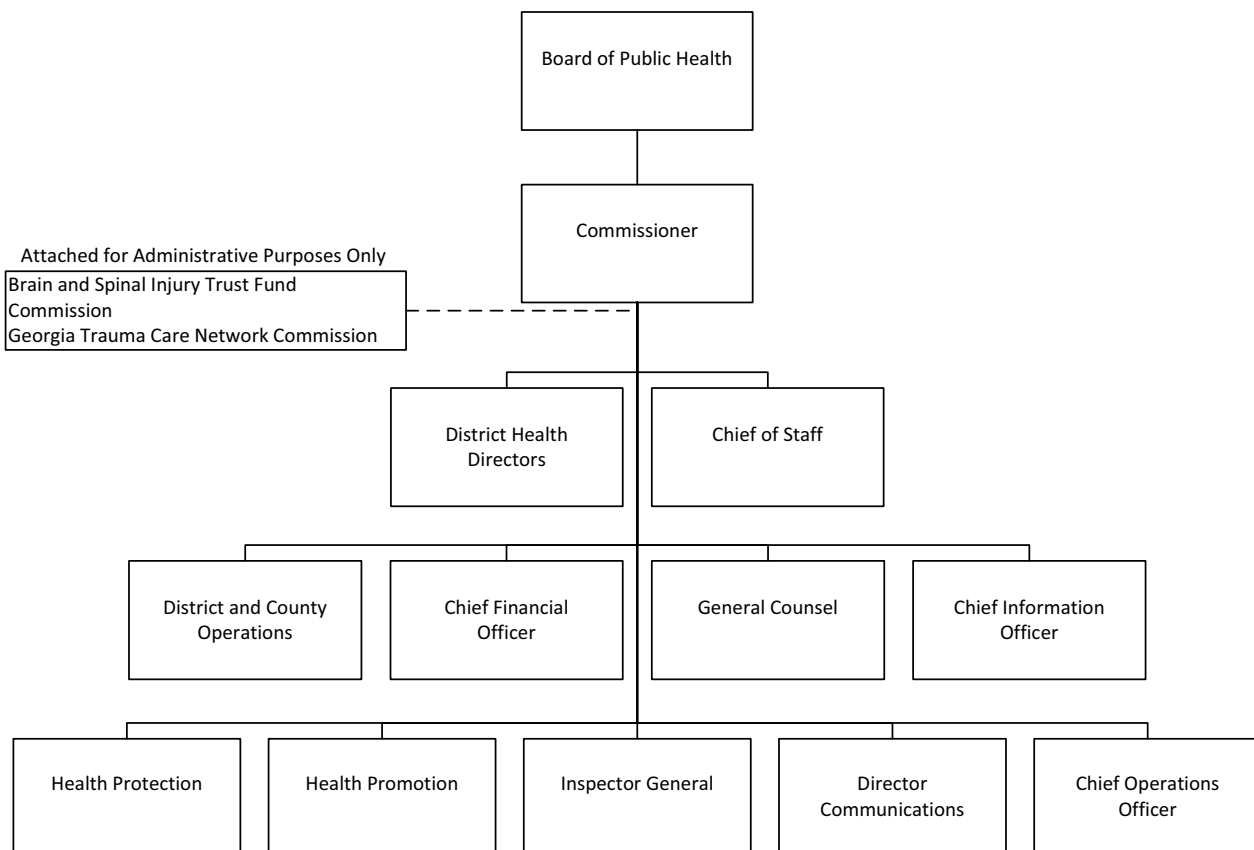 Board of Public Health
Commissioner
Attached for Administrative Purposes Only
Brain and Spinal Injury Trust Fund
Commission
Georgia Trauma Care Network Commission
District Health
Directors
Chief of Staff
District and County
Operations
Chief Financial
Officer
General Counsel
Chief Information
Officer
Health Protection
Health Promotion
Inspector General
Director
Communications
Chief Operations
Officer